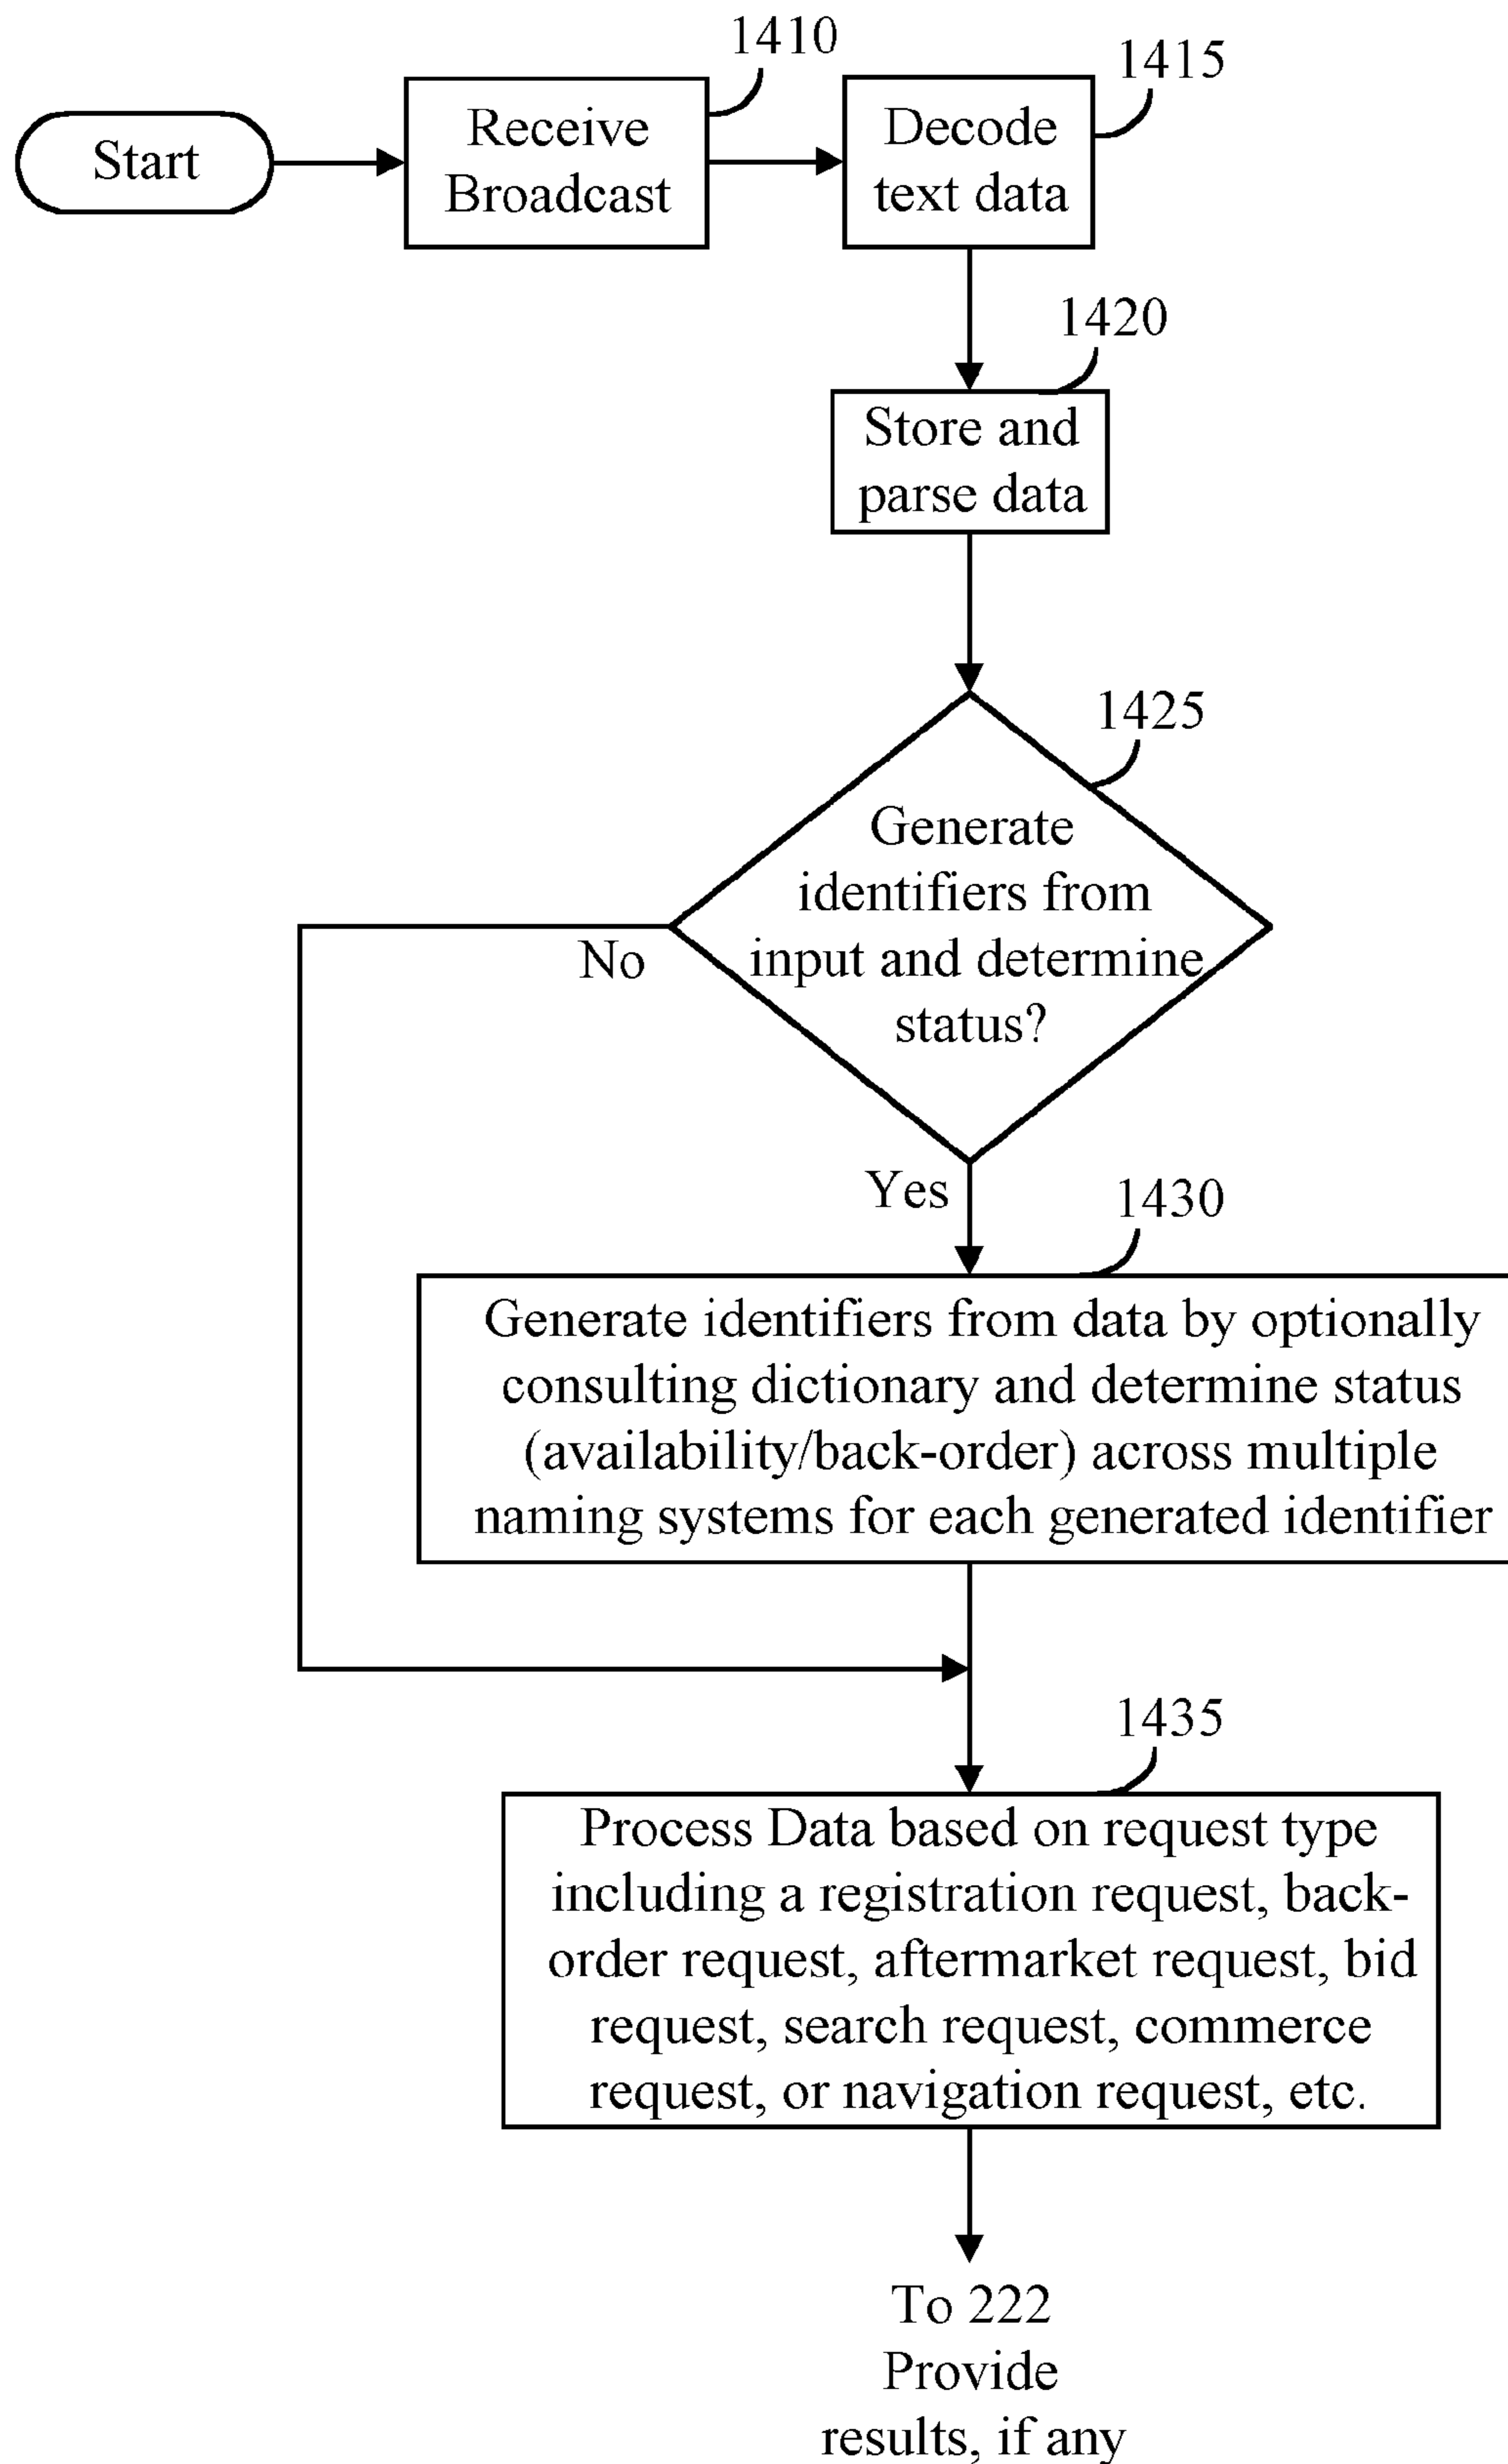 1410
1415
Start
Receive
Broadcast
Decode
text data
1420
Store and
parse data
1425
Generate
identifiers from
input and determine
status?
No
Yes
1430
Generate identifiers from data by optionally
consulting dictionary and determine status
(availability/back-order) across multiple
naming systems for each generated identifier
1435
Process Data based on request type
including a registration request, back-
order request, aftermarket request, bid
request, search request, commerce
request, or navigation request, etc.
To 222
Provide
results, if any